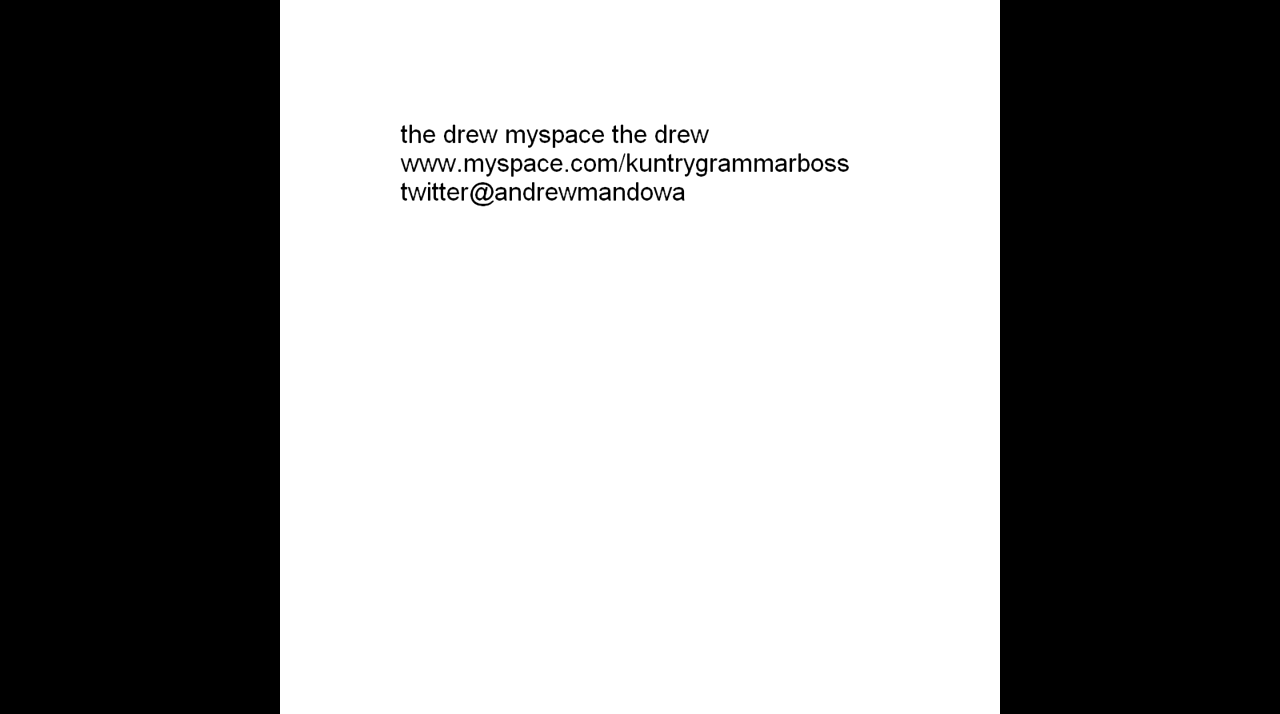 the drew myspace the drew
www.myspace.com/kuntrygrammarboss
twitter@andrewmandowa